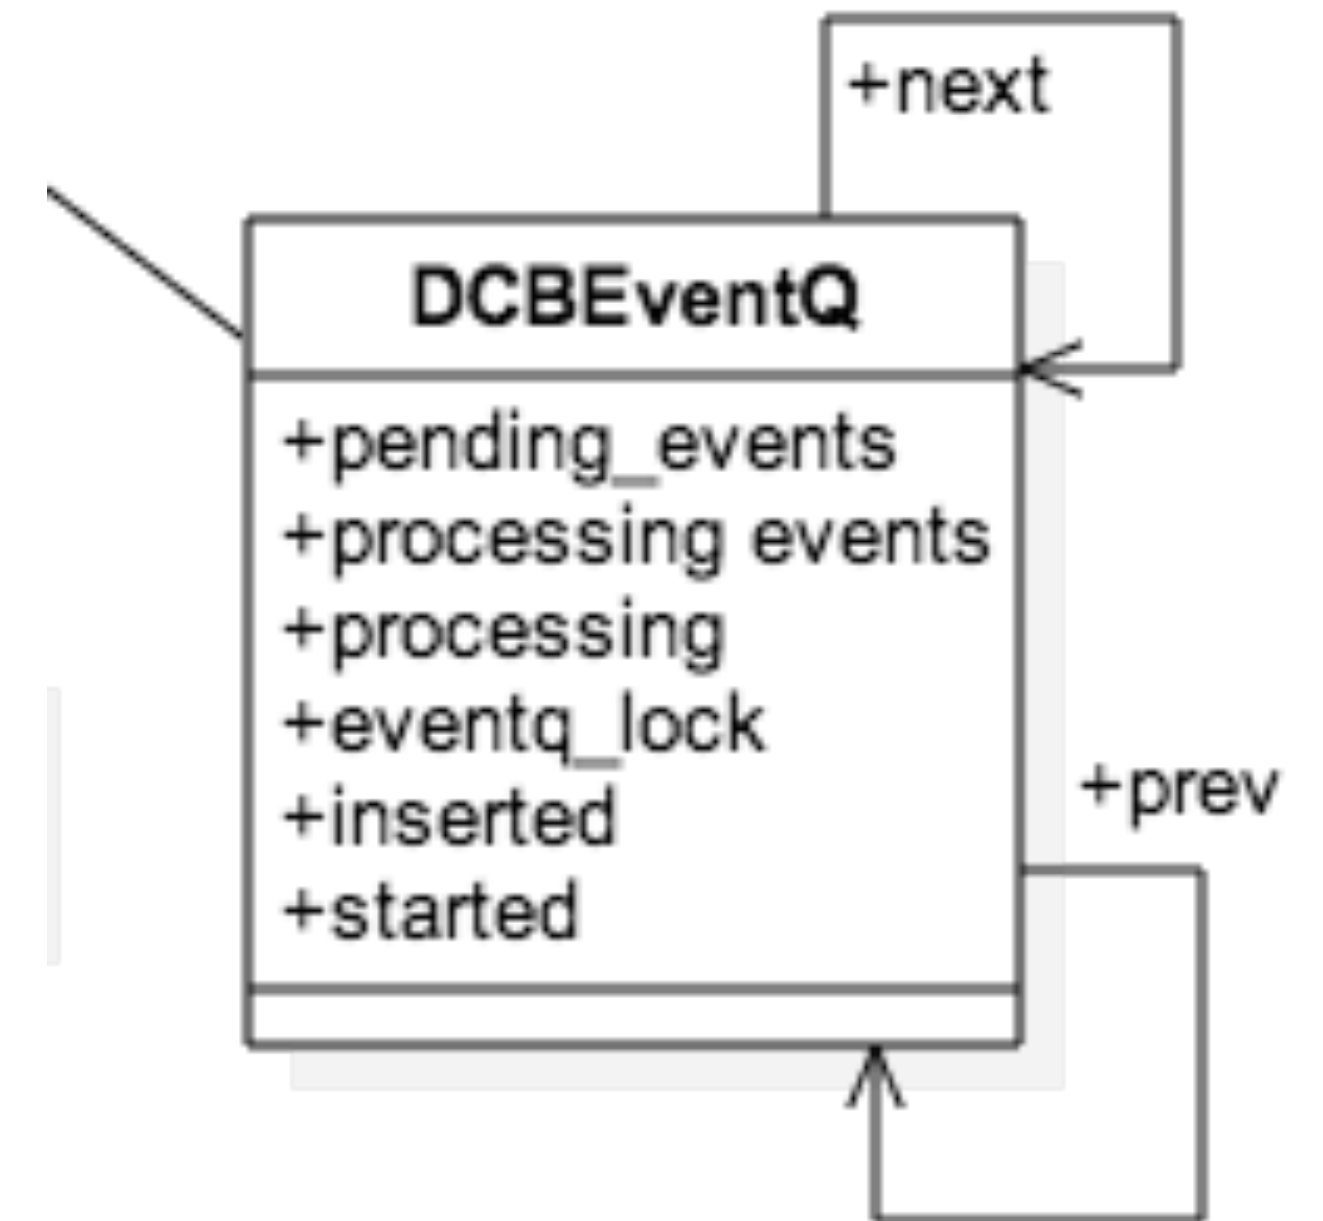 +next
DCBEventQ
+pending_events
+processing events
+processing
+eventq_lock
+inserted
+prev
+started